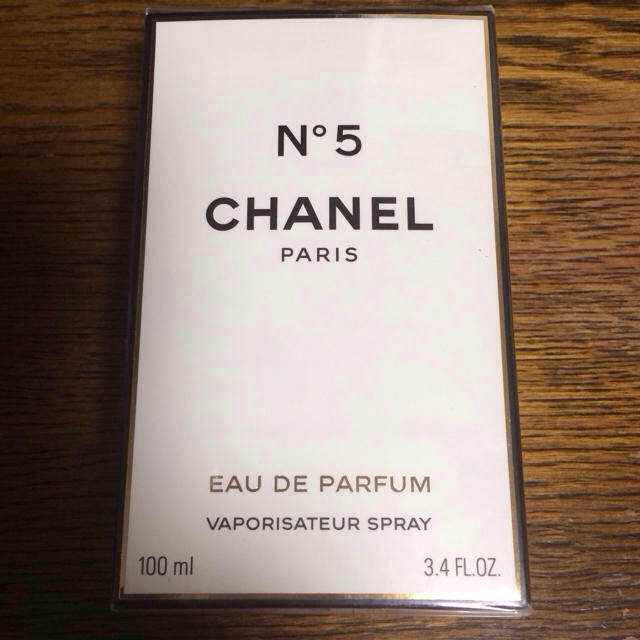 N°5
CHANEL
PARIS
EAU DE PARFUM
VAPORISATEUR SPRAY
100 ml 3.4 FL.OZ.